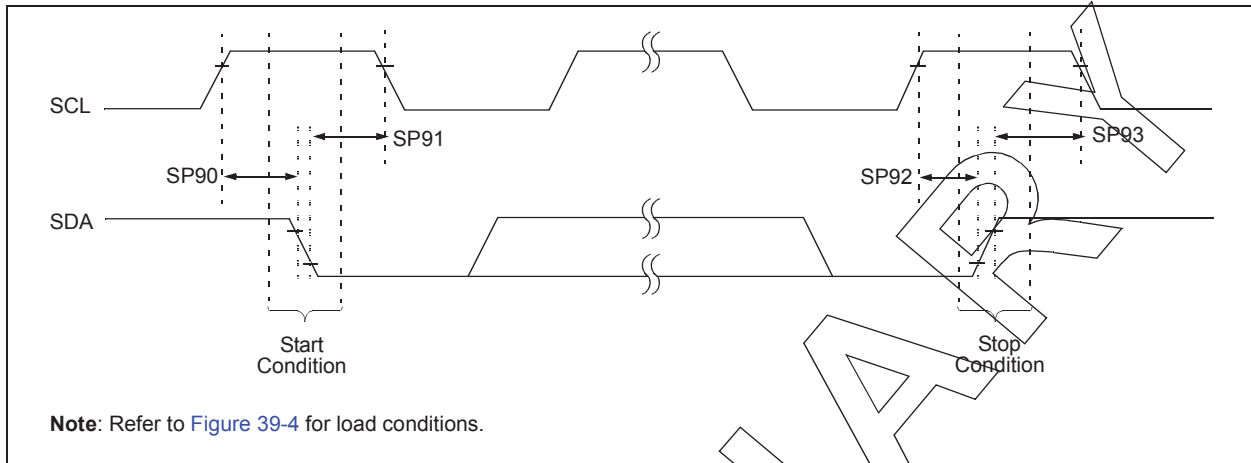 SCL
SP91
SP93
SP90
SP92
SDA
Start
Condition
Stop
Condition
Note: Refer to Figure 39-4 for load conditions.